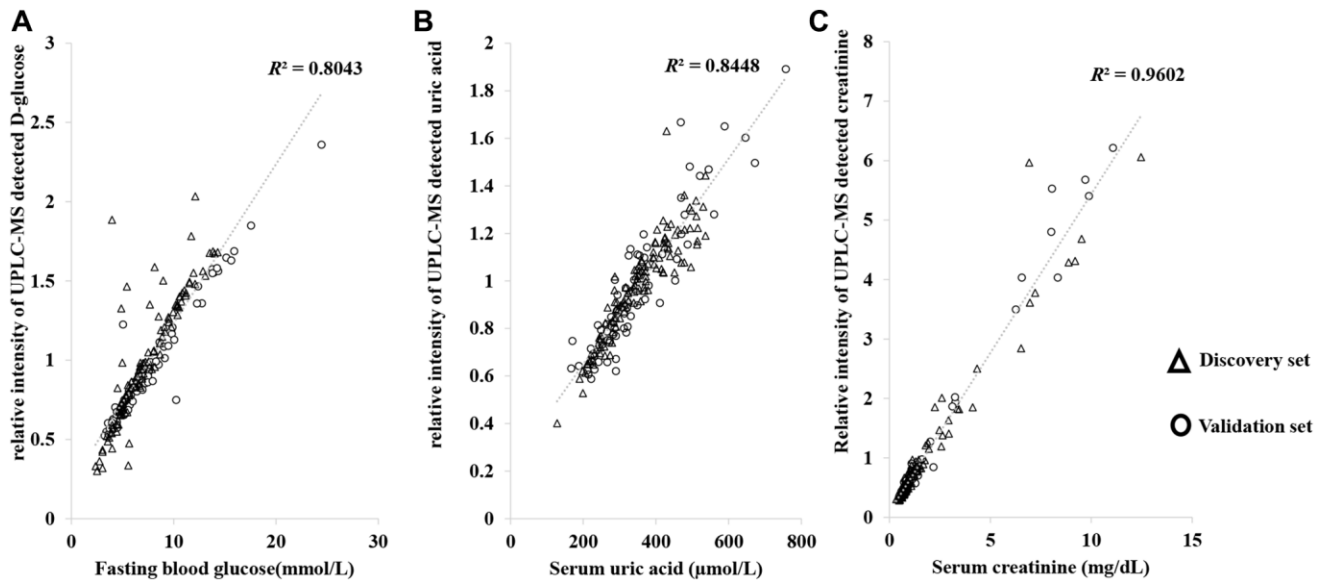 A
relative intensity of UPLC-MS detected D-glucose
3
2.5
2
1.5
1
0.5
0
R² = 0.8043
0 10 20 30
Fasting blood glucose(mmol/L)
B
relative intensity of UPLC-MS detected uric acid
2
1.8
1.6
1.4
1.2
1
0.8
0.6
0.4
0.2
0
R² = 0.8448
0 200 400 600 800
Serum uric acid (μmol/L)
C
Relative intensity of UPLC-MS detected creatinine
8
7
6
5
4
3
2
1
0
R² = 0.9602
0 5 10 15
Serum creatinine (mg/dL)
Discovery set
Validation set